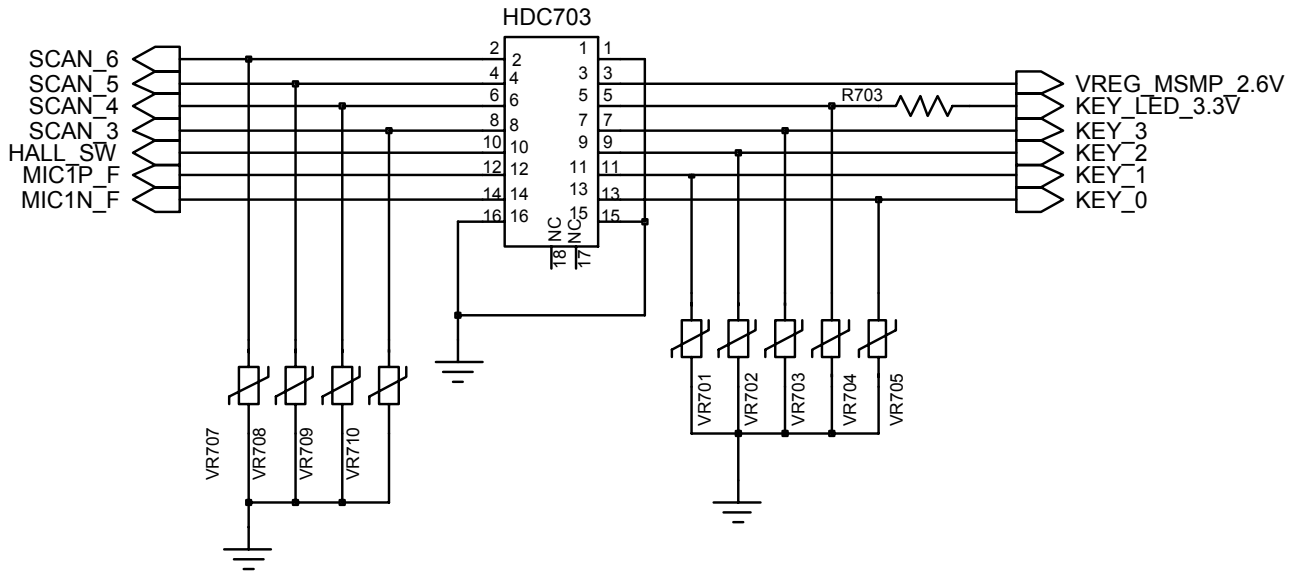 HDC703
SCAN_6
SCAN_5
SCAN_4
SCAN_3
HALL_SW
MIC1P_F
MIC1N_F
2 2 1 1
4 4 3 3
6 6 5 5
8 8 7 7
10 10 9 9
12 12 11 11
14 14 13 13
16 16 15 15
NC NC
18 17
R703
VREG_MSMP_2.6V
KEY_LED_3.3V
KEY_3
KEY_2
KEY_1
KEY_0
VR701
VR702
VR703
VR704
VR705
VR707
VR708
VR709
VR710